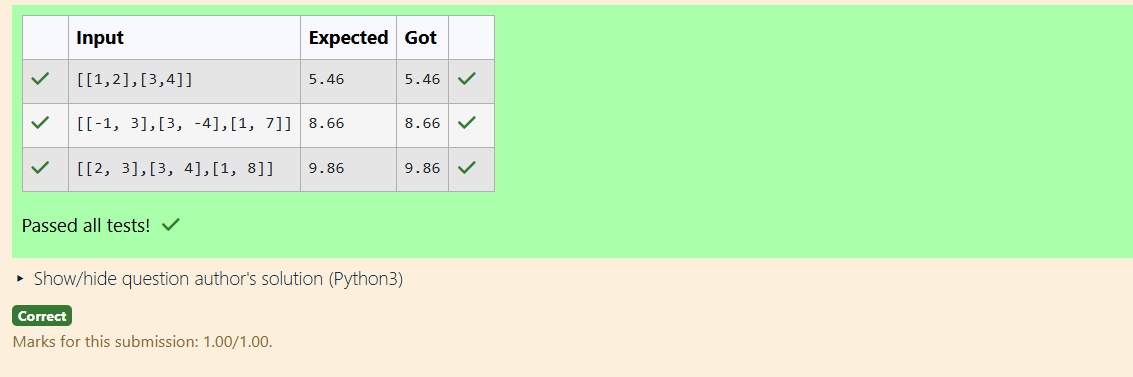 Input Expected Got
[[1,2],[3,4]] 5.46 5.46
[[-1, 3],[3, -4],[1, 7]] 8.66 8.66
[[2, 3],[3, 4],[1, 8]] 9.86 9.86
Passed all tests!
Show/hide question author's solution (Python3)
Correct
Marks for this submission: 1.00/1.00.